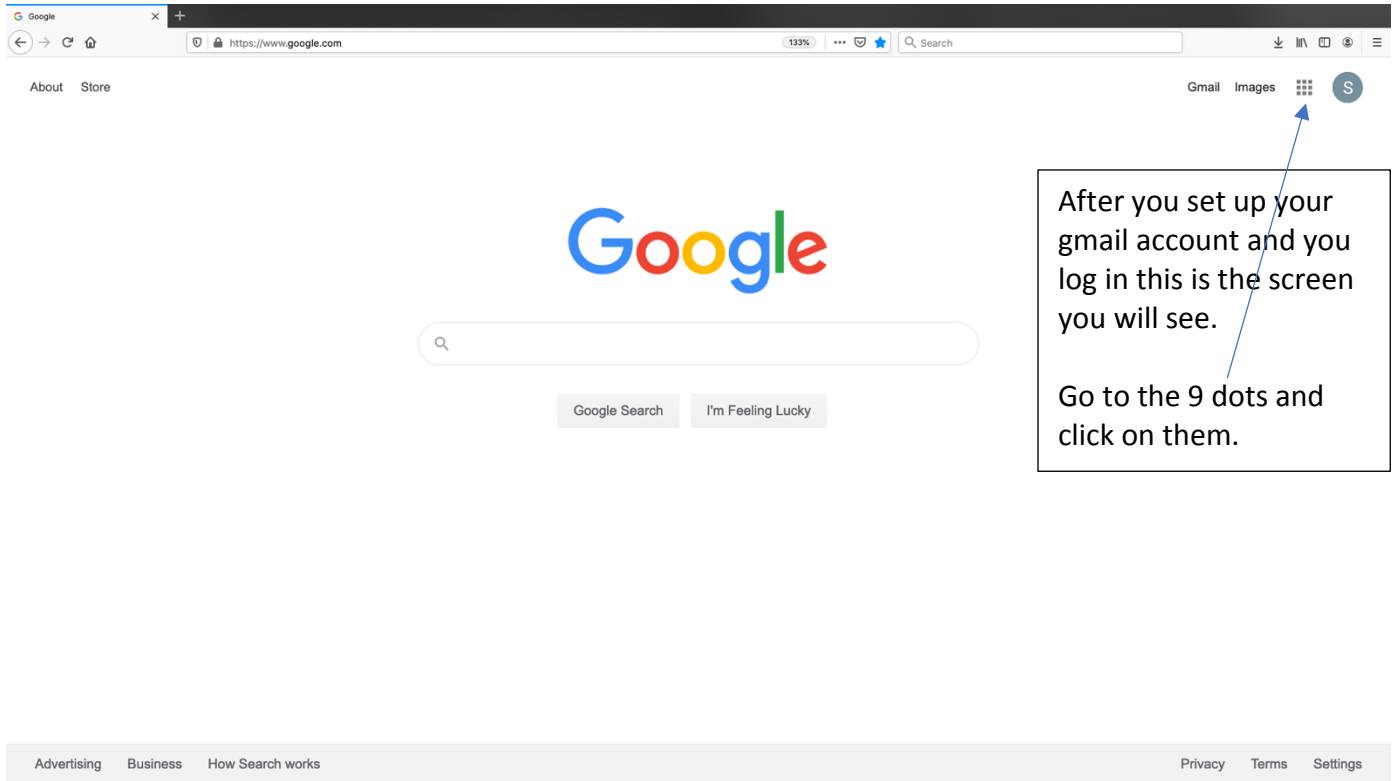 Google
https://www.google.com 133% Search
About Store Gmail Images S
Google
After you set up your
gmail account and you
log in this is the screen
you will see.
Go to the 9 dots and
click on them.
Google Search I'm Feeling Lucky
Advertising Business How Search works Privacy Terms Settings